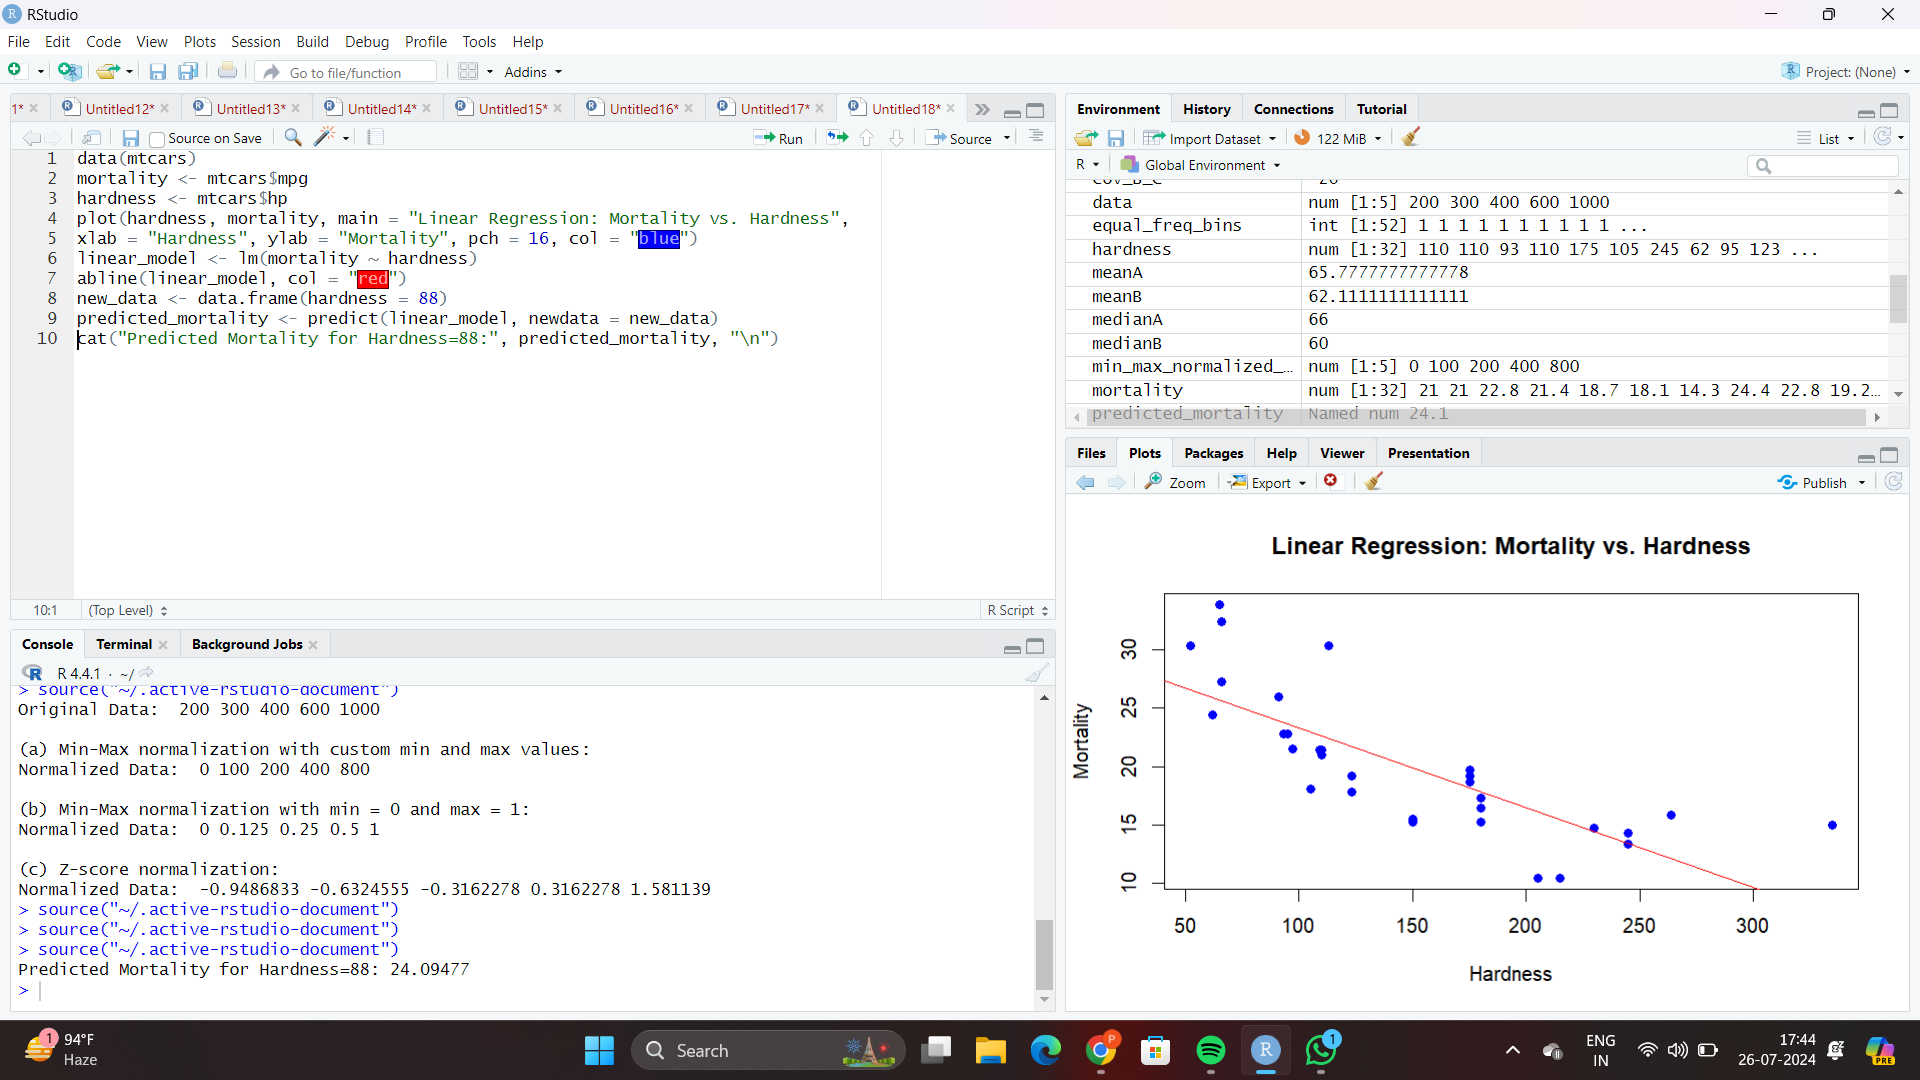 RStudio
File Edit Code View Plots Session Build Debug Profile Tools Help
Go to file/function Addins Project: (None)
1* Untitled12* Untitled13* Untitled14* Untitled15* Untitled16* Untitled17* Untitled18*
Source on Save Run Source
1 data(mtcars)
2 mortality <- mtcars$mpg
3 hardness <- mtcars$hp
4 plot(hardness, mortality, main = "Linear Regression: Mortality vs. Hardness",
5 xlab = "Hardness", ylab = "Mortality", pch = 16, col = "blue")
6 linear_model <- lm(mortality ~ hardness)
7 abline(linear_model, col = "red")
8 new_data <- data.frame(hardness = 88)
9 predicted_mortality <- predict(linear_model, newdata = new_data)
10 cat("Predicted Mortality for Hardness=88:", predicted_mortality, "\n")
10:1 (Top Level) R Script
Console Terminal Background Jobs
R R 4.4.1 · ~/
> source("~/.active-rstudio-document")
Original Data:  200 300 400 600 1000
(a) Min-Max normalization with custom min and max values:
Normalized Data:  0 100 200 400 800
(b) Min-Max normalization with min = 0 and max = 1:
Normalized Data:  0 0.125 0.25 0.5 1
(c) Z-score normalization:
Normalized Data:  -0.9486833 -0.6324555 -0.3162278 0.3162278 1.581139
> source("~/.active-rstudio-document")
> source("~/.active-rstudio-document")
> source("~/.active-rstudio-document")
Predicted Mortality for Hardness=88: 24.09477
>
Environment History Connections Tutorial
Import Dataset 122 MiB List
R Global Environment
data num [1:5] 200 300 400 600 1000
equal_freq_bins int [1:52] 1 1 1 1 1 1 1 1 1 1 ...
hardness num [1:32] 110 110 93 110 175 105 245 62 95 123 ...
meanA 65.7777777777778
meanB 62.1111111111111
medianA 66
medianB 60
min_max_normalized_… num [1:5] 0 100 200 400 800
mortality num [1:32] 21 21 22.8 21.4 18.7 18.1 14.3 24.4 22.8 19.2…
predicted_mortality Named num 24.1
Files Plots Packages Help Viewer Presentation
Zoom Export Publish
Linear Regression: Mortality vs. Hardness
Mortality
30
25
20
15
10
50 100 150 200 250 300
Hardness
1 94°F
Haze
Search
P
R
1
ENG
IN
17:44
26-07-2024
PRE